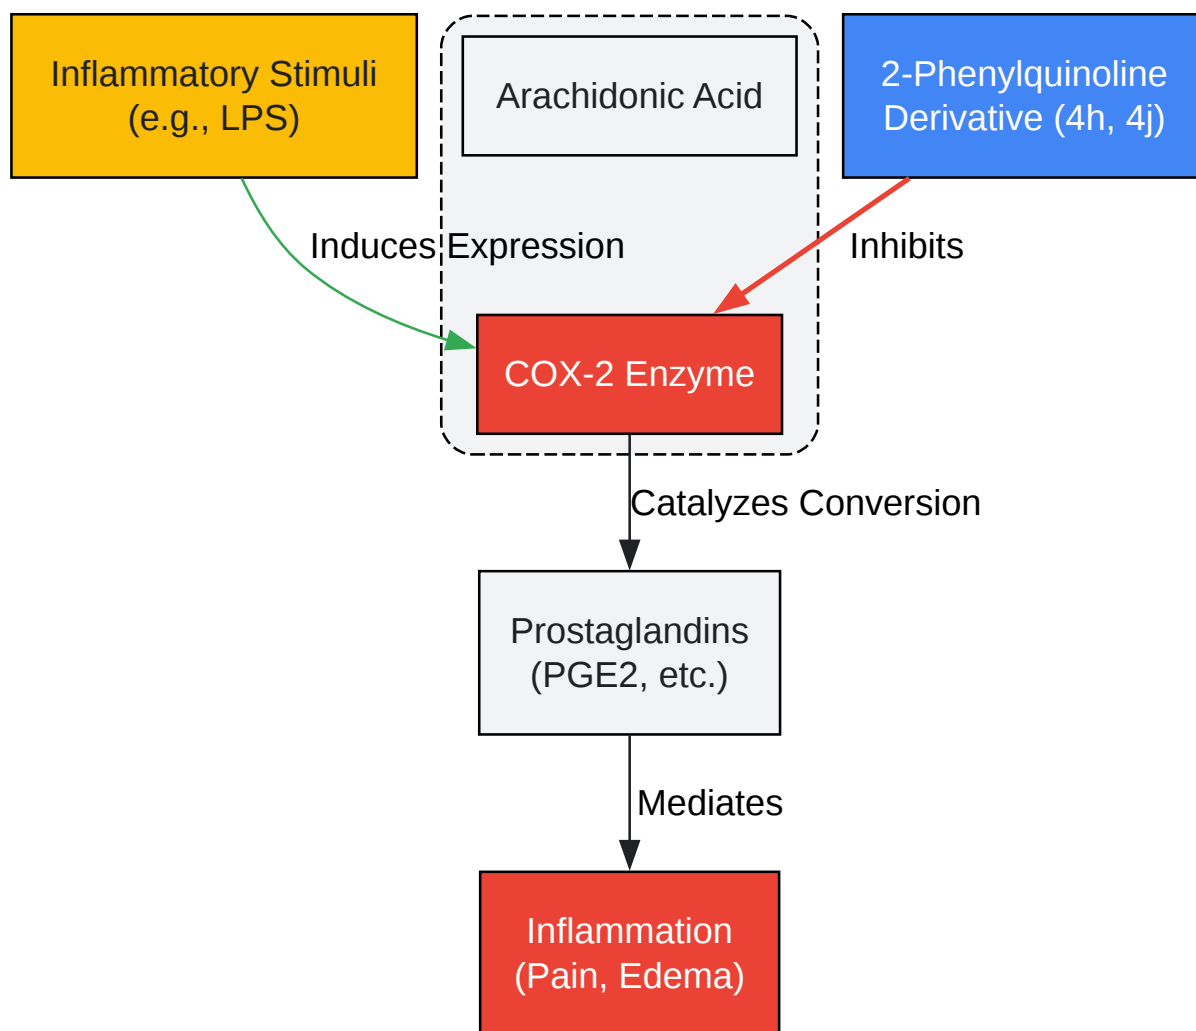 Inflammatory Stimuli
(e.g., LPS)
Arachidonic Acid
2-Phenylquinoline
Derivative (4h, 4j)
Induces Expression
Inhibits
COX-2 Enzyme
Catalyzes Conversion
Prostaglandins
(PGE2, etc.)
Mediates
Inflammation
(Pain, Edema)